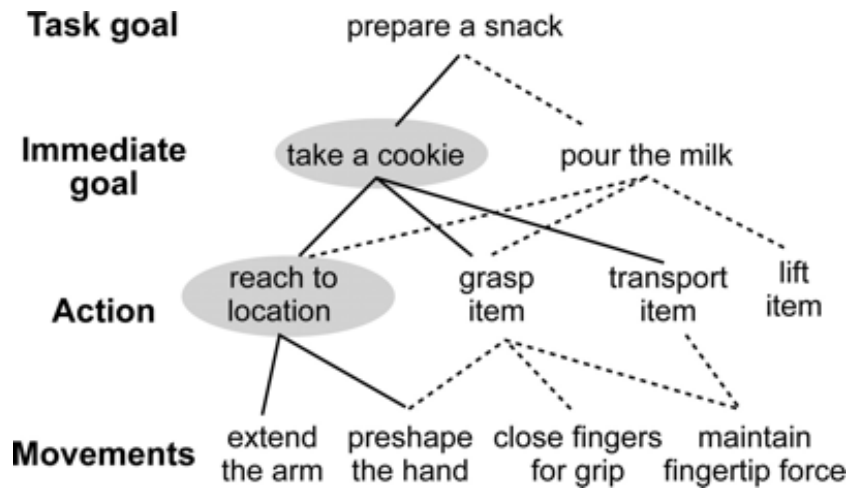 Task goal
prepare a snack
Immediate
goal
take a cookie
pour the milk
Action
reach to
location
grasp
item
transport
item
lift
item
Movements
extend
the arm
preshape
the hand
close fingers
for grip
maintain
fingertip force